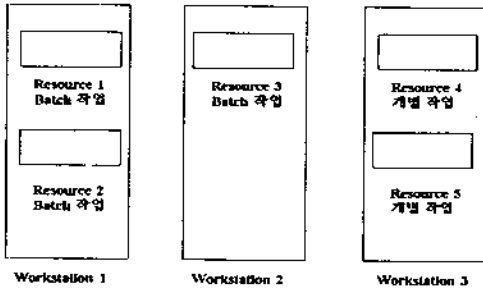 Resource 1
Batch 작업
Resource 2
Batch 작업
Workstation 1
Resource 3
Batch 작업
Workstation 2
Resource 4
개별 작업
Resource 5
개별 작업
Workstation 3